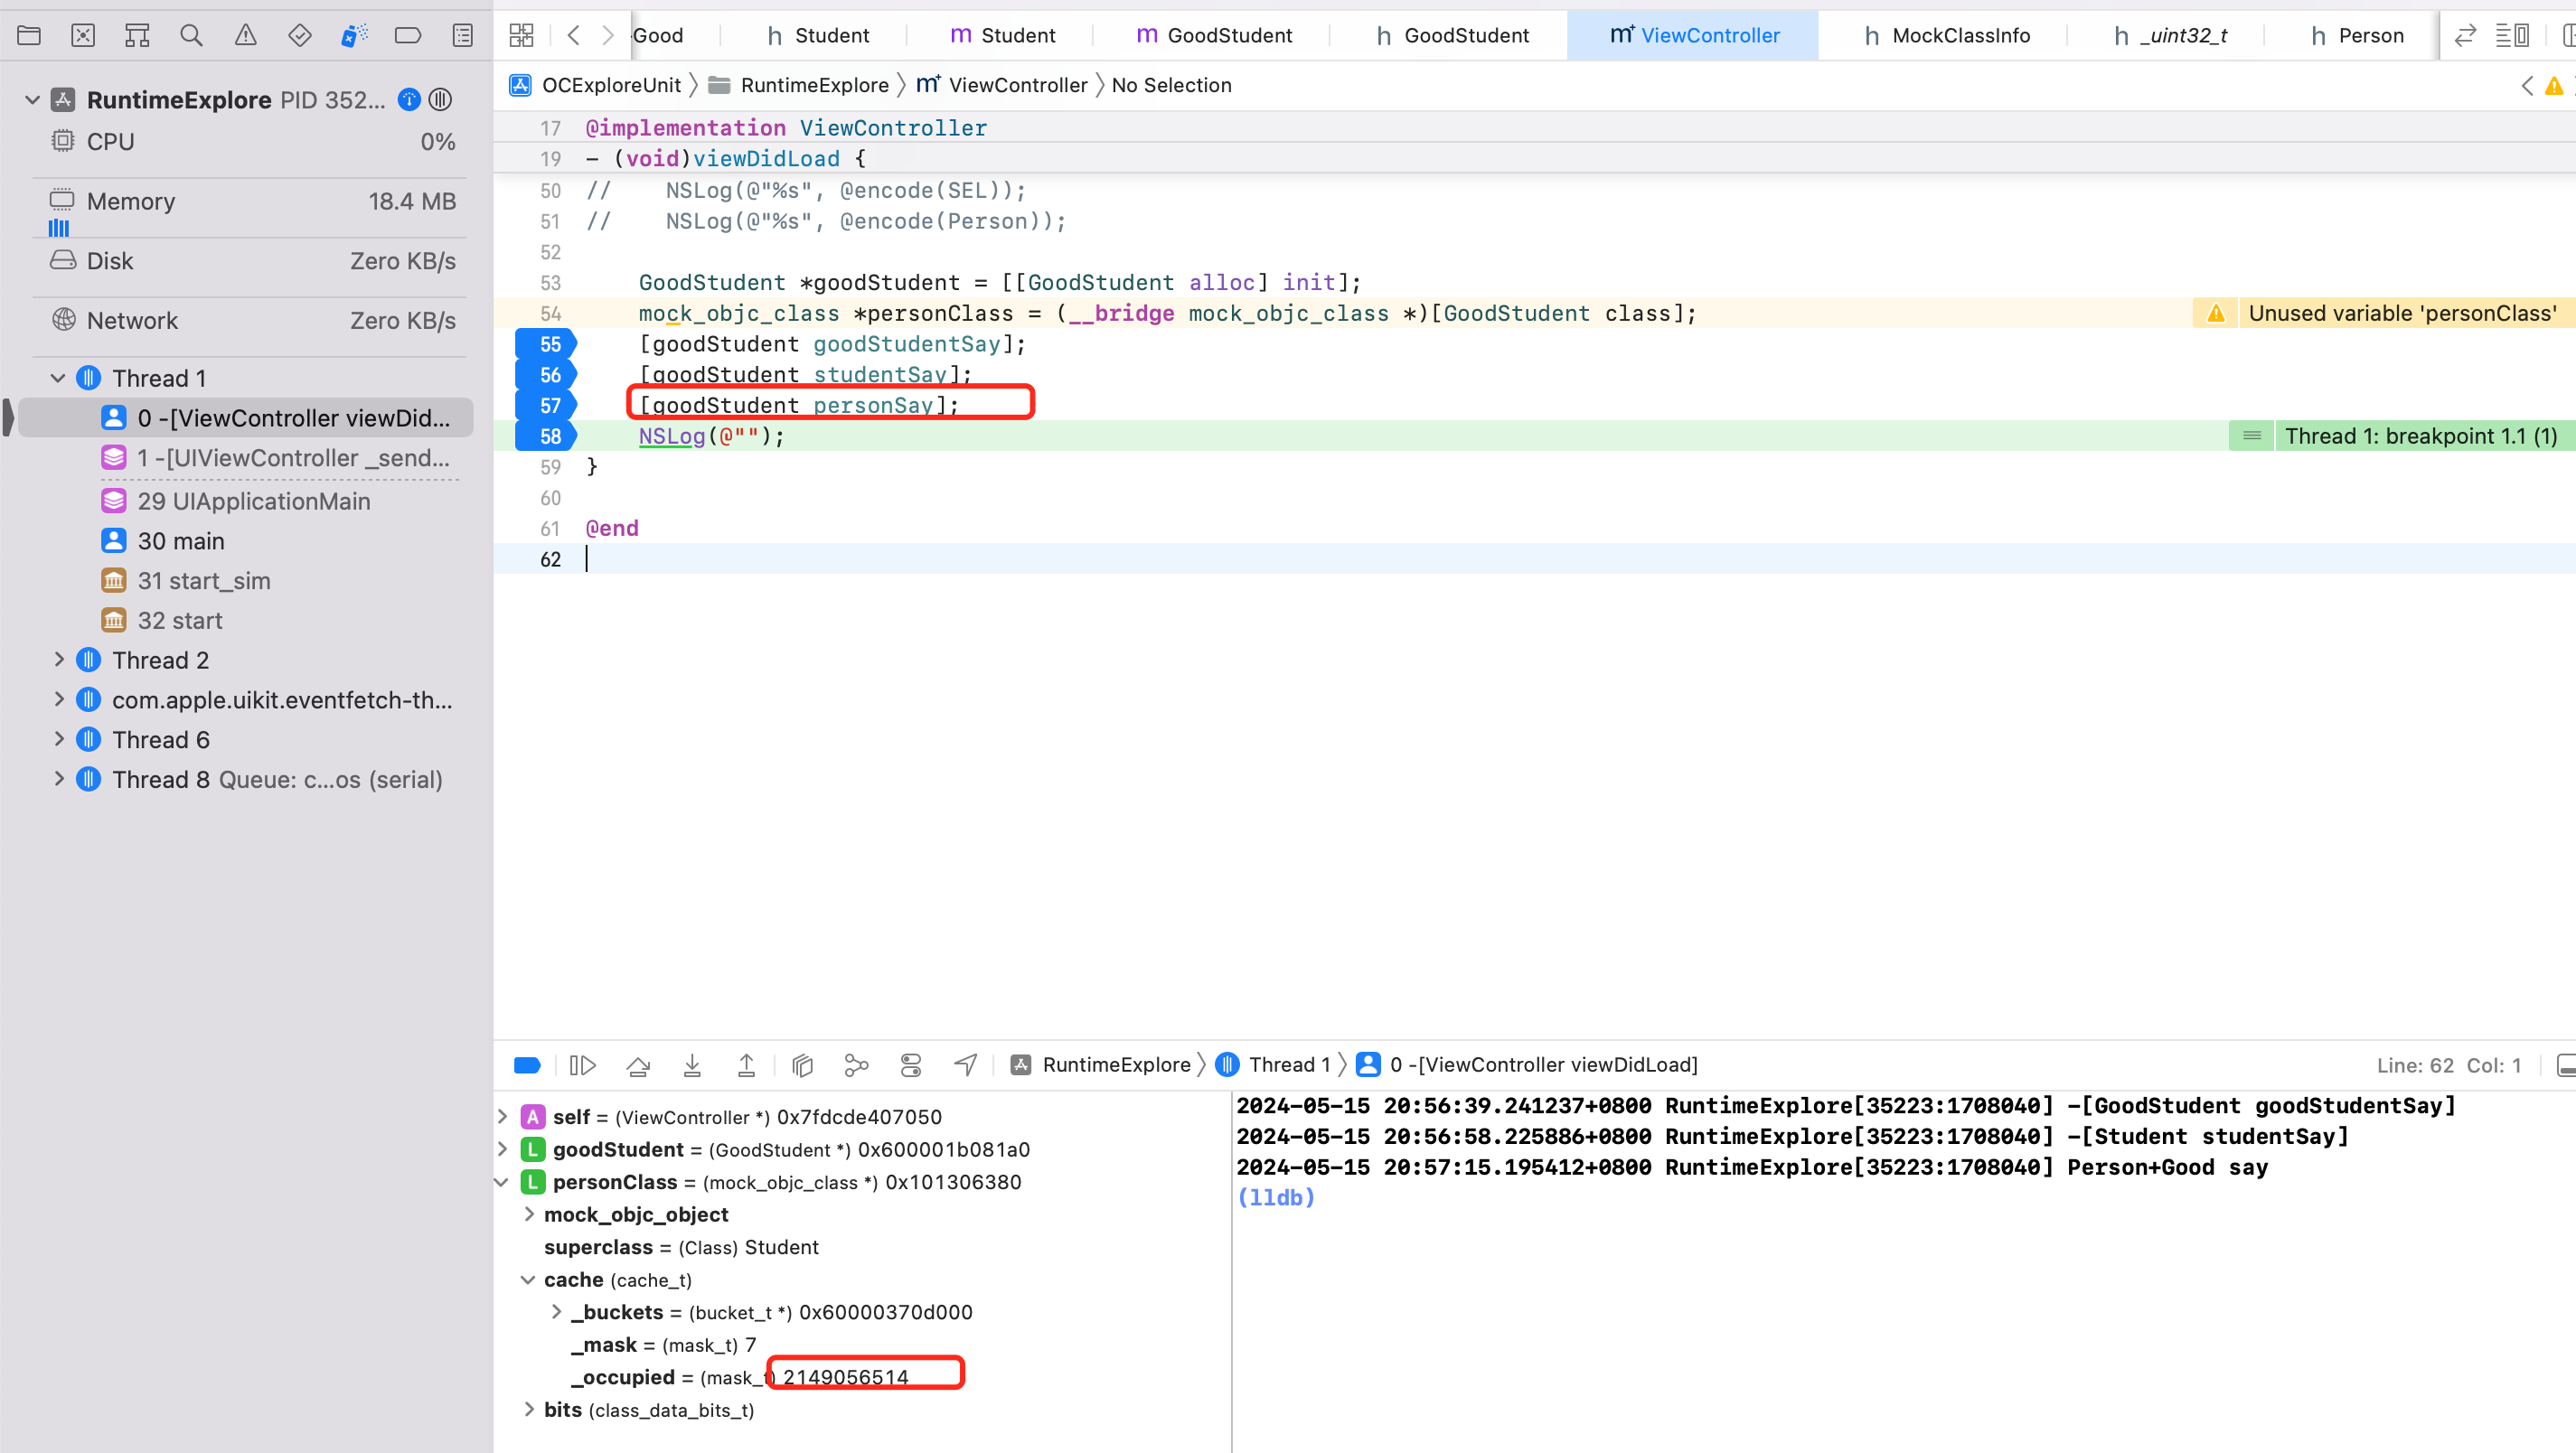 Good
h Student
m Student
m GoodStudent
h GoodStudent
m+ ViewController
h MockClassInfo
h _uint32_t
h Person
OCExploreUnit 〉 RuntimeExplore 〉 m+ ViewController 〉 No Selection
RuntimeExplore PID 352...
CPU 0%
Memory 18.4 MB
Disk Zero KB/s
Network Zero KB/s
Thread 1
0 -[ViewController viewDid...
1 -[UIViewController _send...
29 UIApplicationMain
30 main
31 start_sim
32 start
Thread 2
com.apple.uikit.eventfetch-th...
Thread 6
Thread 8 Queue: c...os (serial)
17 @implementation ViewController
19 - (void)viewDidLoad {
50 //    NSLog(@"%s", @encode(SEL));
51 //    NSLog(@"%s", @encode(Person));
52
53 GoodStudent *goodStudent = [[GoodStudent alloc] init];
54 mock_objc_class *personClass = (__bridge mock_objc_class *)[GoodStudent class]; Unused variable 'personClass'
55 [goodStudent goodStudentSay];
56 [goodStudent studentSay];
57 [goodStudent personSay];
58 NSLog(@""); Thread 1: breakpoint 1.1 (1)
59 }
60
61 @end
62
RuntimeExplore 〉 Thread 1 〉 0 -[ViewController viewDidLoad]
Line: 62 Col: 1
A self = (ViewController *) 0x7fdcde407050
L goodStudent = (GoodStudent *) 0x600001b081a0
L personClass = (mock_objc_class *) 0x101306380
mock_objc_object
superclass = (Class) Student
cache (cache_t)
_buckets = (bucket_t *) 0x60000370d000
_mask = (mask_t) 7
_occupied = (mask_t) 2149056514
bits (class_data_bits_t)
2024-05-15 20:56:39.241237+0800 RuntimeExplore[35223:1708040] -[GoodStudent goodStudentSay]
2024-05-15 20:56:58.225886+0800 RuntimeExplore[35223:1708040] -[Student studentSay]
2024-05-15 20:57:15.195412+0800 RuntimeExplore[35223:1708040] Person+Good say
(lldb)